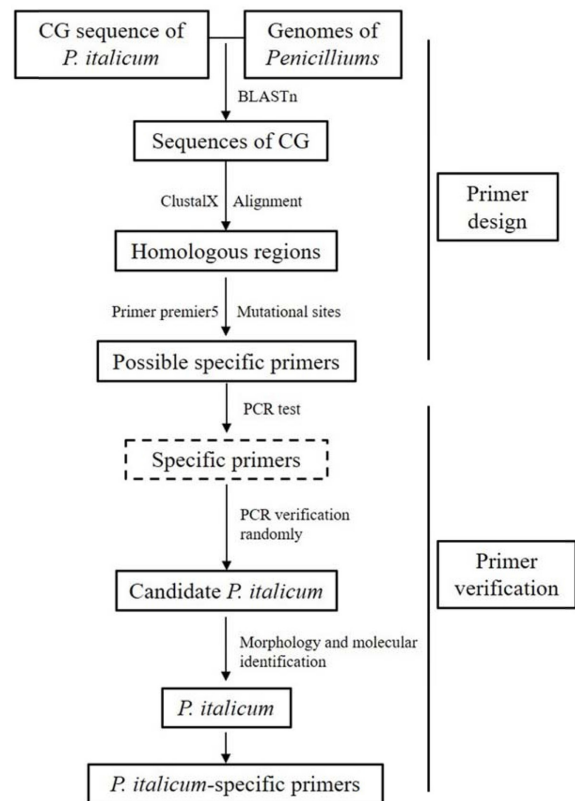 CG sequence of
P. italicum
Genomes of
Penicilliums
BLASTn
Sequences of CG
ClustalX Alignment
Homologous regions
Primer premier5 Mutational sites
Possible specific primers
Primer
design
PCR test
Specific primers
PCR verification
randomly
Candidate P. italicum
Morphology and molecular
identification
P. italicum
P. italicum-specific primers
Primer
verification